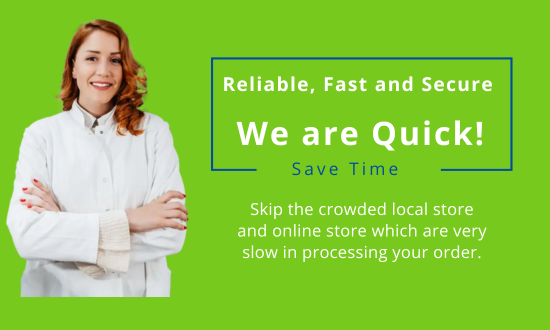 Reliable, Fast and Secure
We are Quick!
Save Time
Skip the crowded local store
and online store which are very
slow in processing your order.